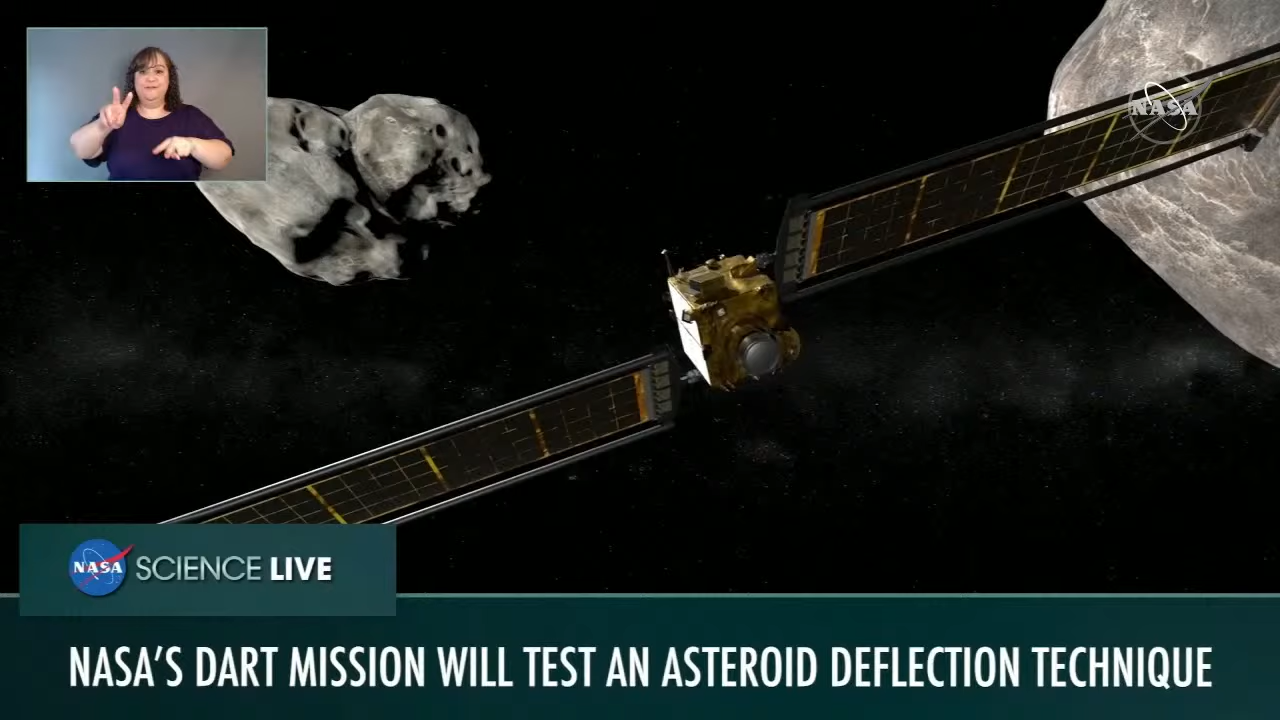 NASA
NASA SCIENCE LIVE
NASA'S DART MISSION WILL TEST AN ASTEROID DEFLECTION TECHNIQUE